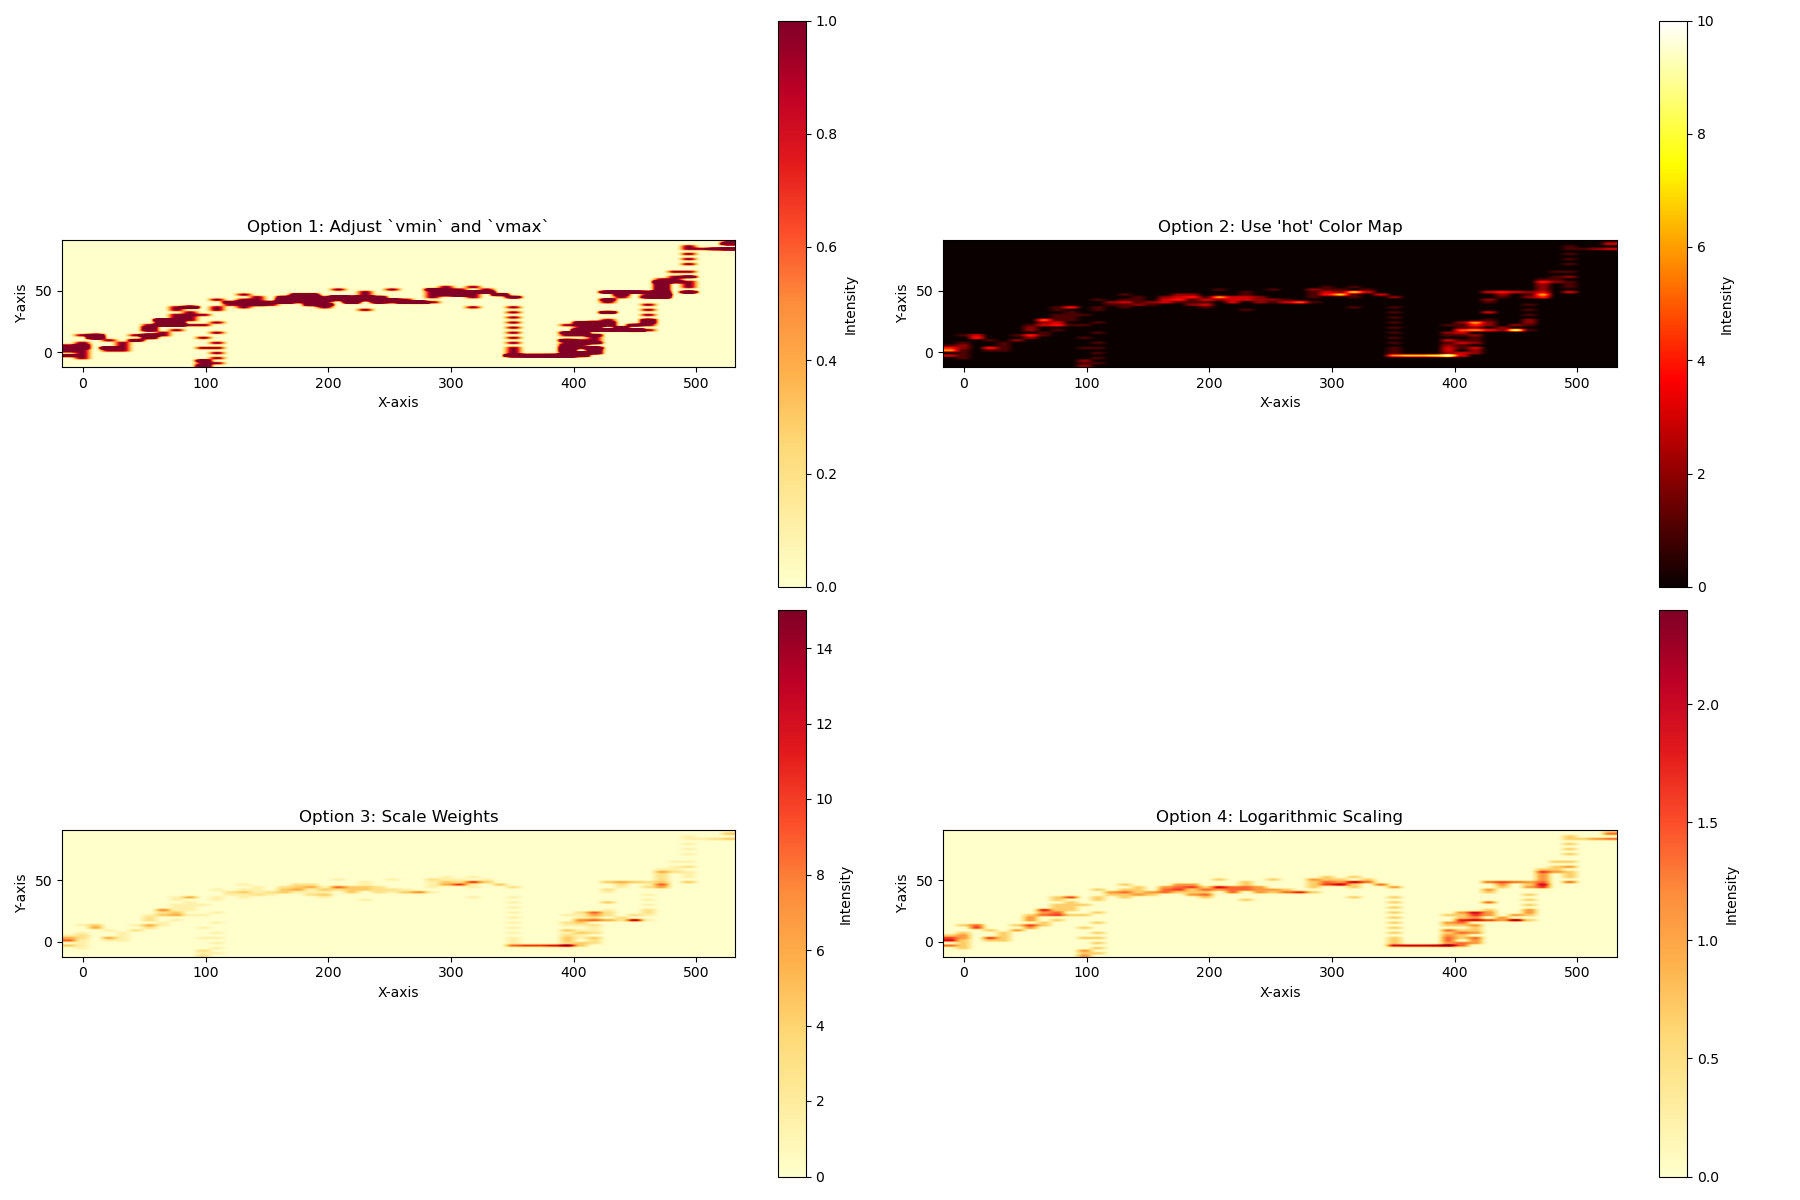 Option 1: Adjust `vmin` and `vmax`
Y-axis
50
0
0 100 200 300 400 500
X-axis
1.0
0.8
0.6
0.4
0.2
0.0
Intensity
Option 2: Use 'hot' Color Map
Y-axis
50
0
0 100 200 300 400 500
X-axis
10
8
6
4
2
0
Intensity
Option 3: Scale Weights
Y-axis
50
0
0 100 200 300 400 500
X-axis
14
12
10
8
6
4
2
0
Intensity
Option 4: Logarithmic Scaling
Y-axis
50
0
0 100 200 300 400 500
X-axis
2.0
1.5
1.0
0.5
0.0
Intensity